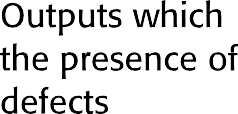 Outputs which
the presence of
defects